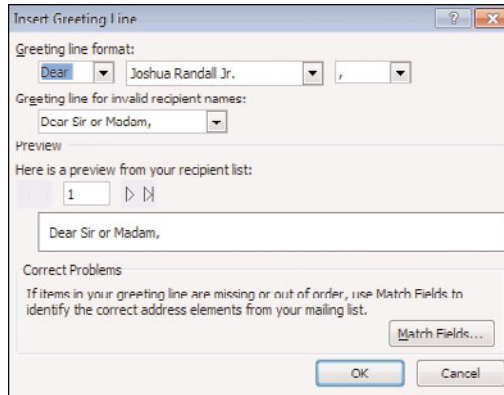 Insert Greeting Line
Greeting line format:
Dear Joshua Randall Jr. ,
Greeting line for invalid recipient names:
Dear Sir or Madam,
Preview
Here is a preview from your recipient list:
1
Dear Sir or Madam,
Correct Problems
If items in your greeting line are missing or out of order, use Match Fields to
identify the correct address elements from your mailing list.
Match Fields...
OK Cancel